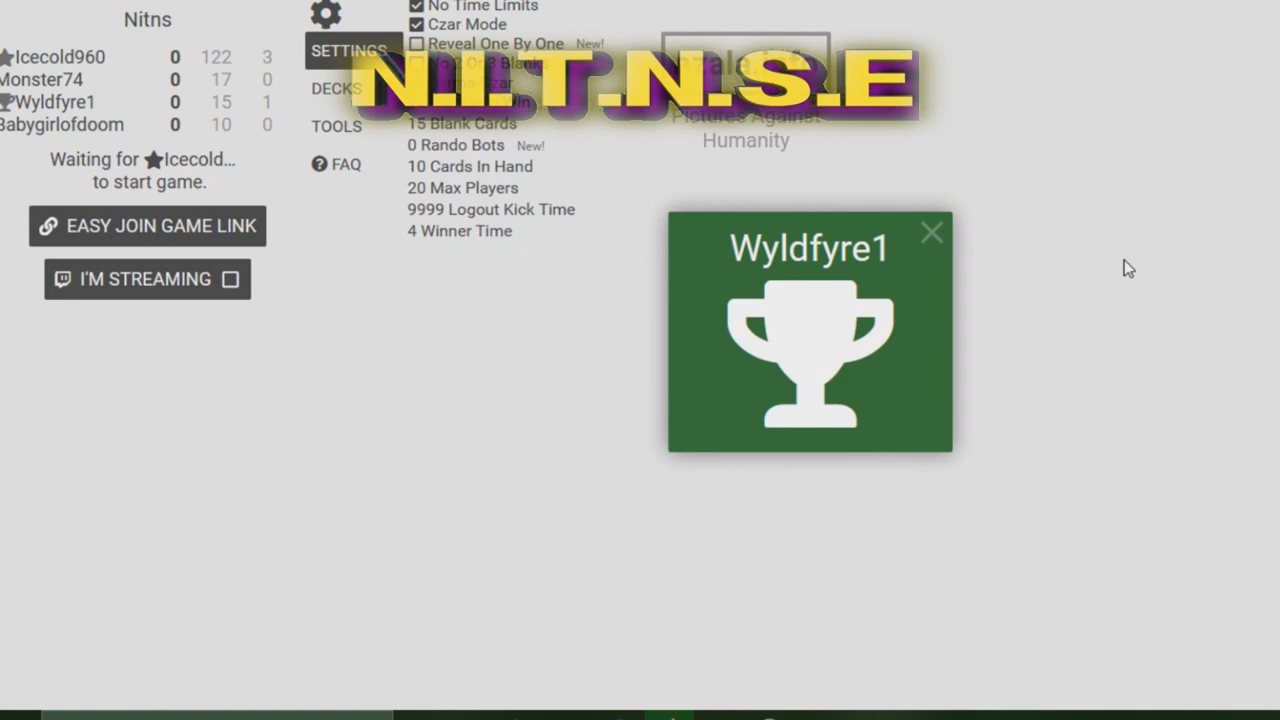 Nitns
Icecold960 0 122 3
Monster74 0 17 0
Wyldfyre1 0 15 1
Babygirlofdoom 0 10 0
Waiting for Icecold...
to start game.
EASY JOIN GAME LINK
I'M STREAMING
SETTINGS
DECKS
TOOLS
FAQ
No Time Limits
Czar Mode
Reveal One By One New!
N.I.T.N.S.E
15 Blank Cards
0 Rando Bots New!
10 Cards In Hand
20 Max Players
9999 Logout Kick Time
4 Winner Time
Pictures Against
Humanity
Wyldfyre1